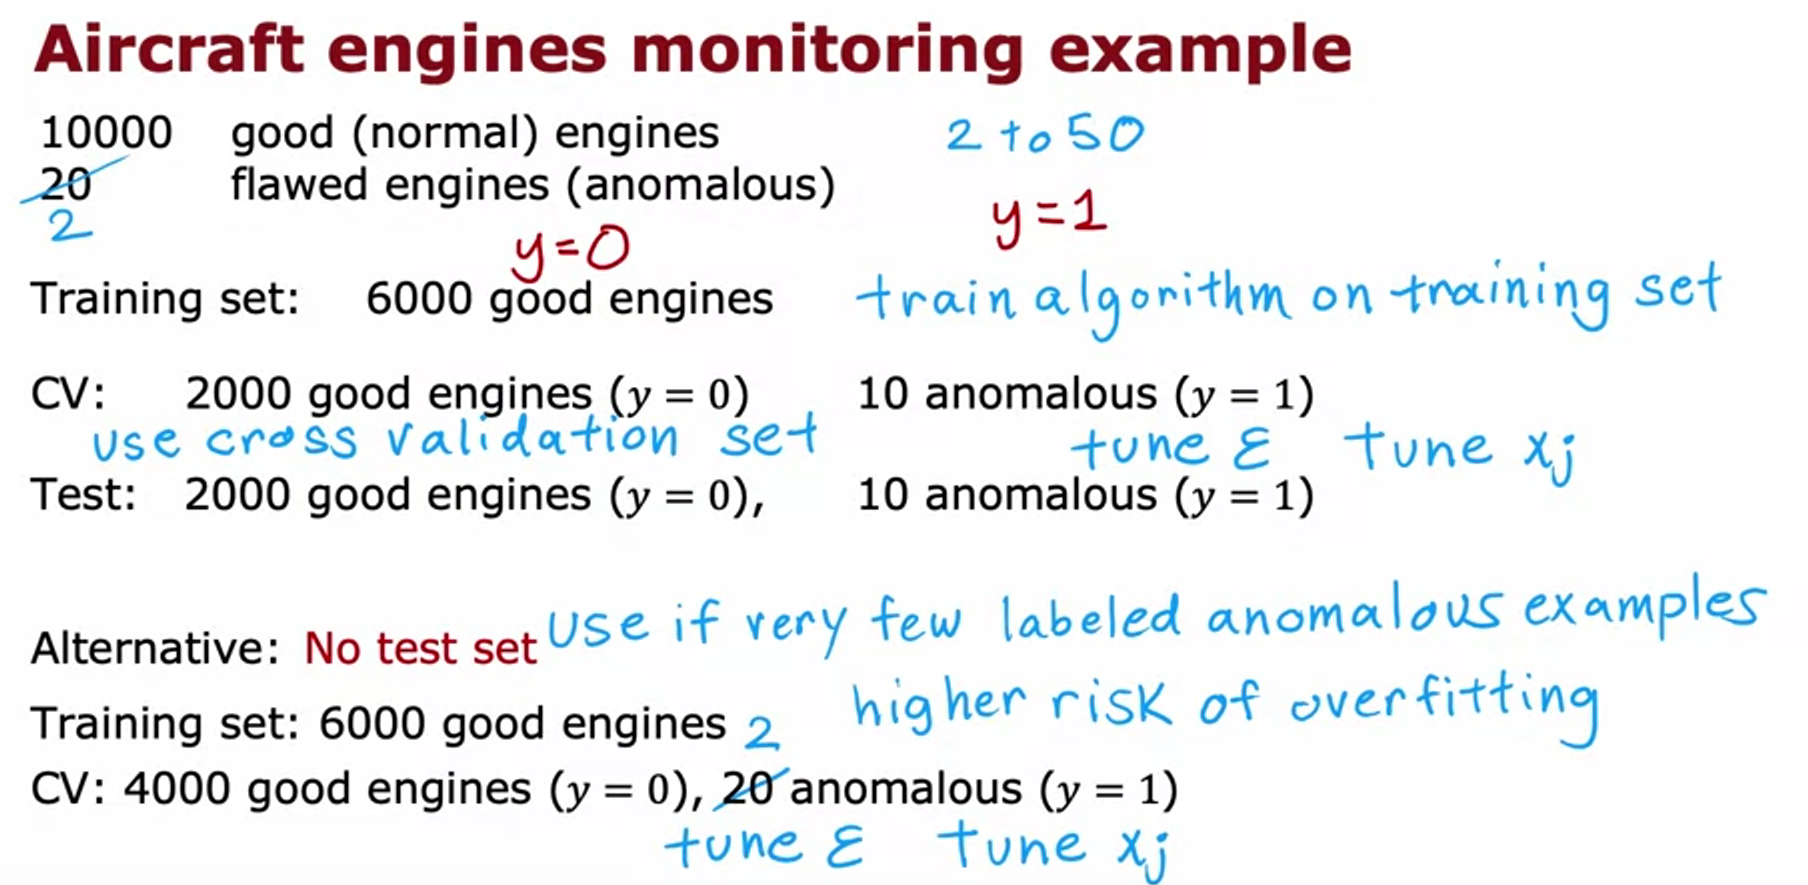 Aircraft engines monitoring example
10000 good (normal) engines 2 to 50
20 flawed engines (anomalous)
2 y=0 y=1
Training set: 6000 good engines train algorithm on training set
CV: 2000 good engines (y = 0) 10 anomalous (y = 1)
use cross validation set tune ε tune xj
Test: 2000 good engines (y = 0), 10 anomalous (y = 1)
Alternative: No test set use if very few labeled anomalous examples
Training set: 6000 good engines 2 higher risk of overfitting
CV: 4000 good engines (y = 0), 20 anomalous (y = 1)
tune ε tune xj